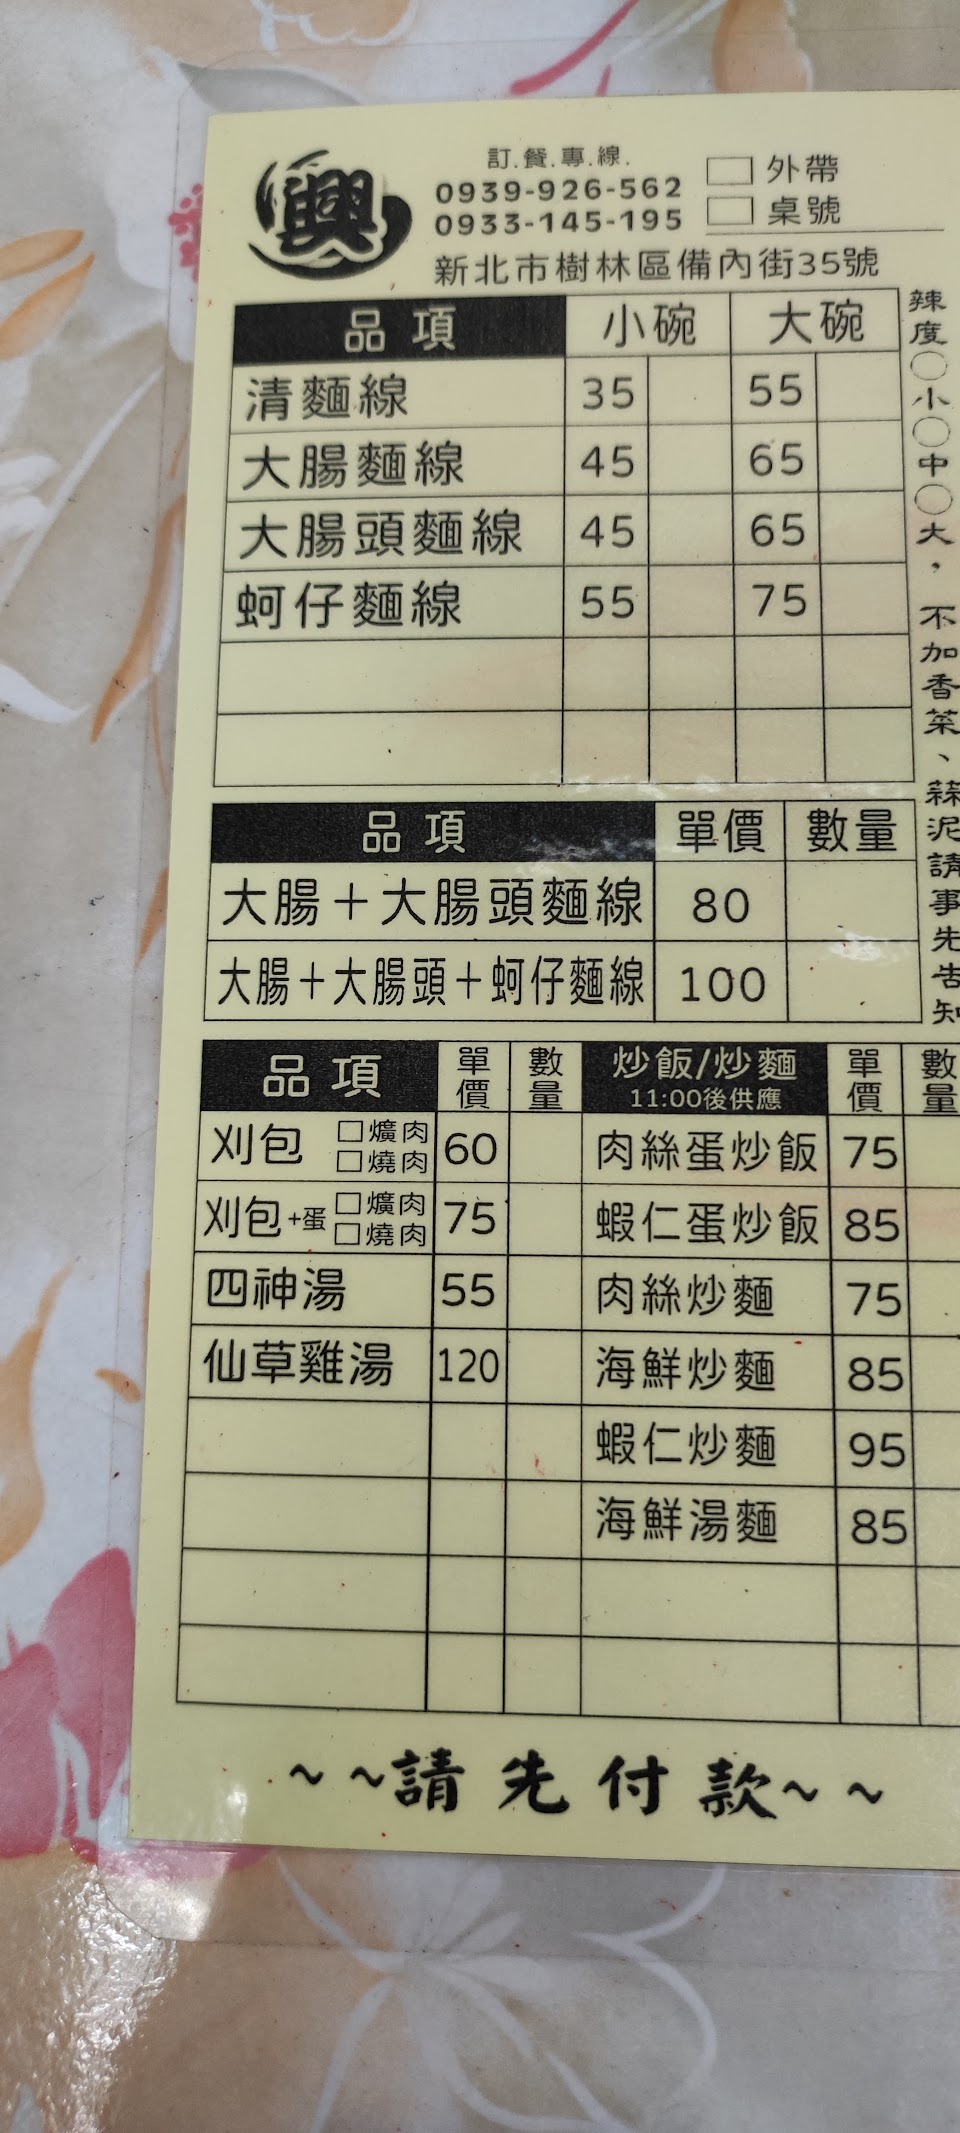 興
訂.餐.專.線.
0939-926-562
0933-145-195
外帶
桌號
新北市樹林區備內街35號
品項 小碗 大碗
清麵線 35 55
大腸麵線 45 65
大腸頭麵線 45 65
蚵仔麵線 55 75
辣度○小○中○大，不加香菜、蒜泥請事先告知
品項 單價 數量
大腸＋大腸頭麵線 80
大腸＋大腸頭＋蚵仔麵線 100
品項 單價 數量 炒飯/炒麵 單價 數量
11:00後供應
刈包 □爌肉 □燒肉 60 肉絲蛋炒飯 75
刈包+蛋 □爌肉 □燒肉 75 蝦仁蛋炒飯 85
四神湯 55 肉絲炒麵 75
仙草雞湯 120 海鮮炒麵 85
蝦仁炒麵 95
海鮮湯麵 85
~~請先付款~~